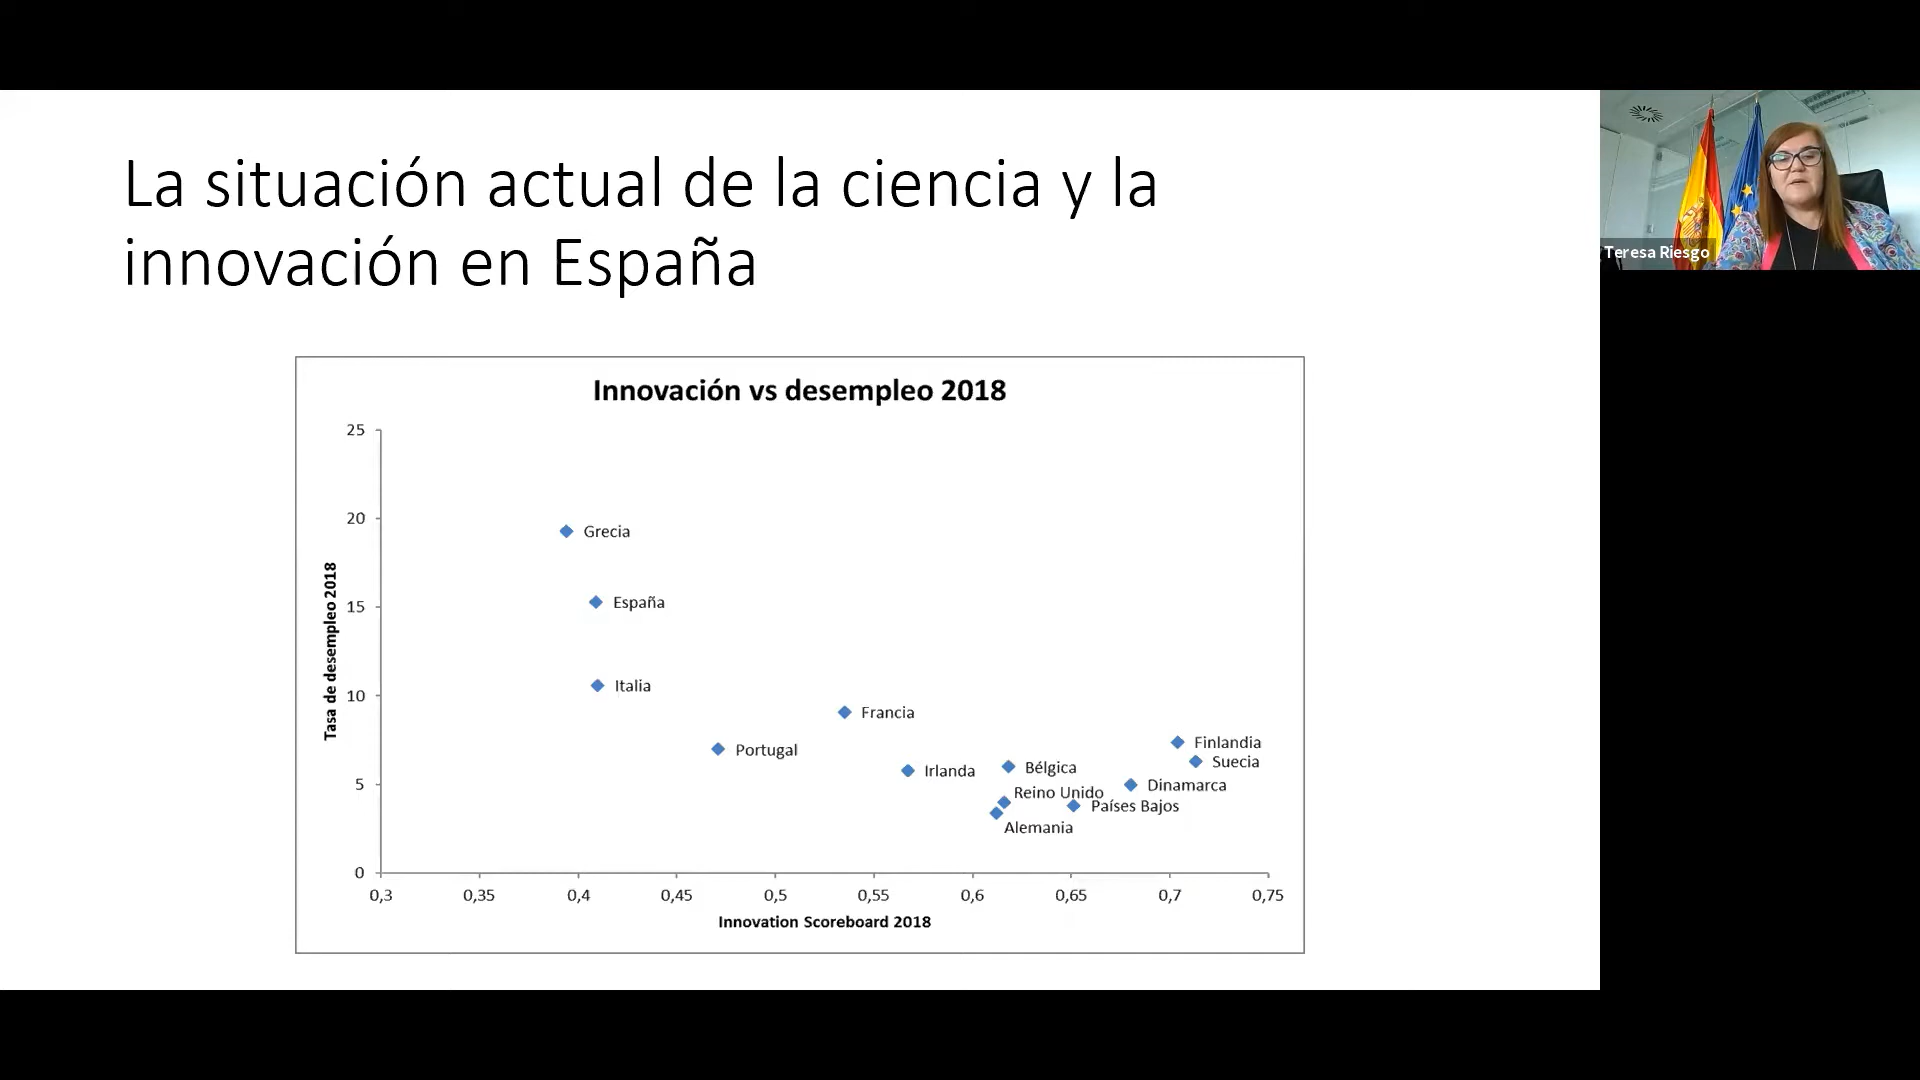 La situación actual de la ciencia y la
innovación en España
Teresa Riesgo
Innovación vs desempleo 2018
Tasa de desempleo 2018
25
20
15
10
5
0
Grecia
España
Italia
Francia
Portugal
Finlandia
Suecia
Irlanda
Bélgica
Dinamarca
Reino Unido
Países Bajos
Alemania
0,3
0,35
0,4
0,45
0,5
0,55
0,6
0,65
0,7
0,75
Innovation Scoreboard 2018